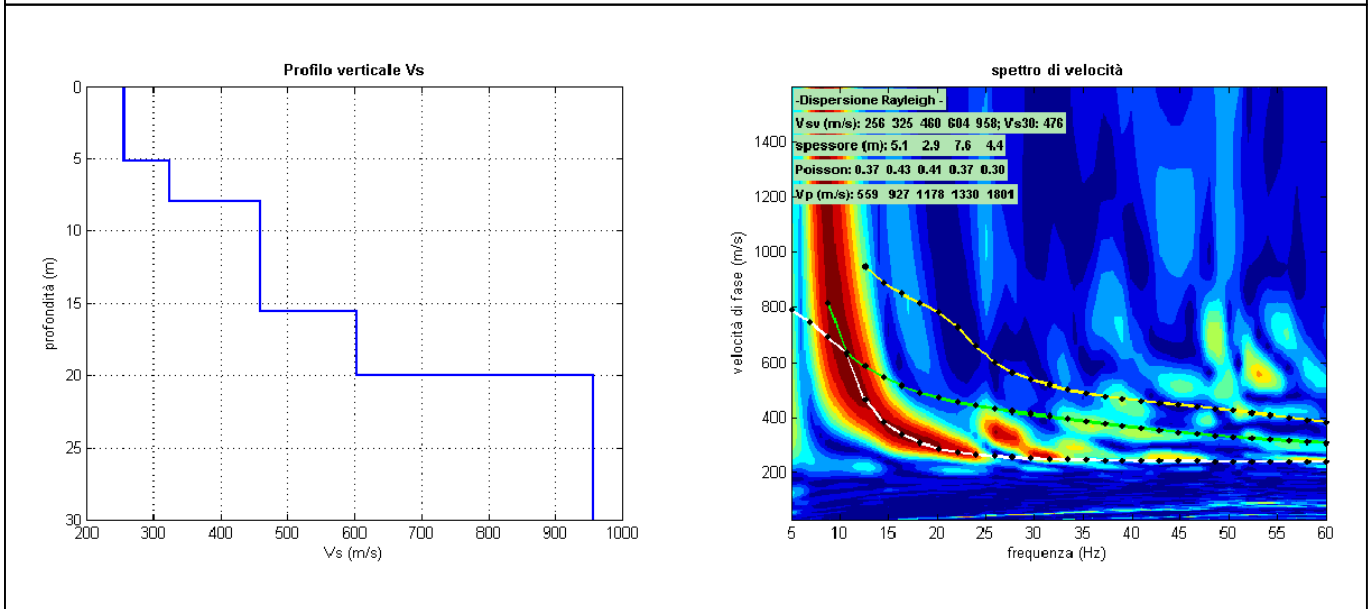 Profilo verticale Vs
0
5
10
15
20
25
30
profondità (m)
200 300 400 500 600 700 800 900 1000
Vs (m/s)
spettro di velocità
-Dispersione Rayleigh -
Vsv (m/s): 256 325 460 604 958; Vs30: 476
spessore (m): 5.1 2.9 7.6 4.4
Poisson: 0.37 0.43 0.41 0.37 0.30
Vp (m/s): 559 927 1178 1330 1801
1400
1200
1000
800
600
400
200
velocità di fase (m/s)
5 10 15 20 25 30 35 40 45 50 55 60
frequenza (Hz)